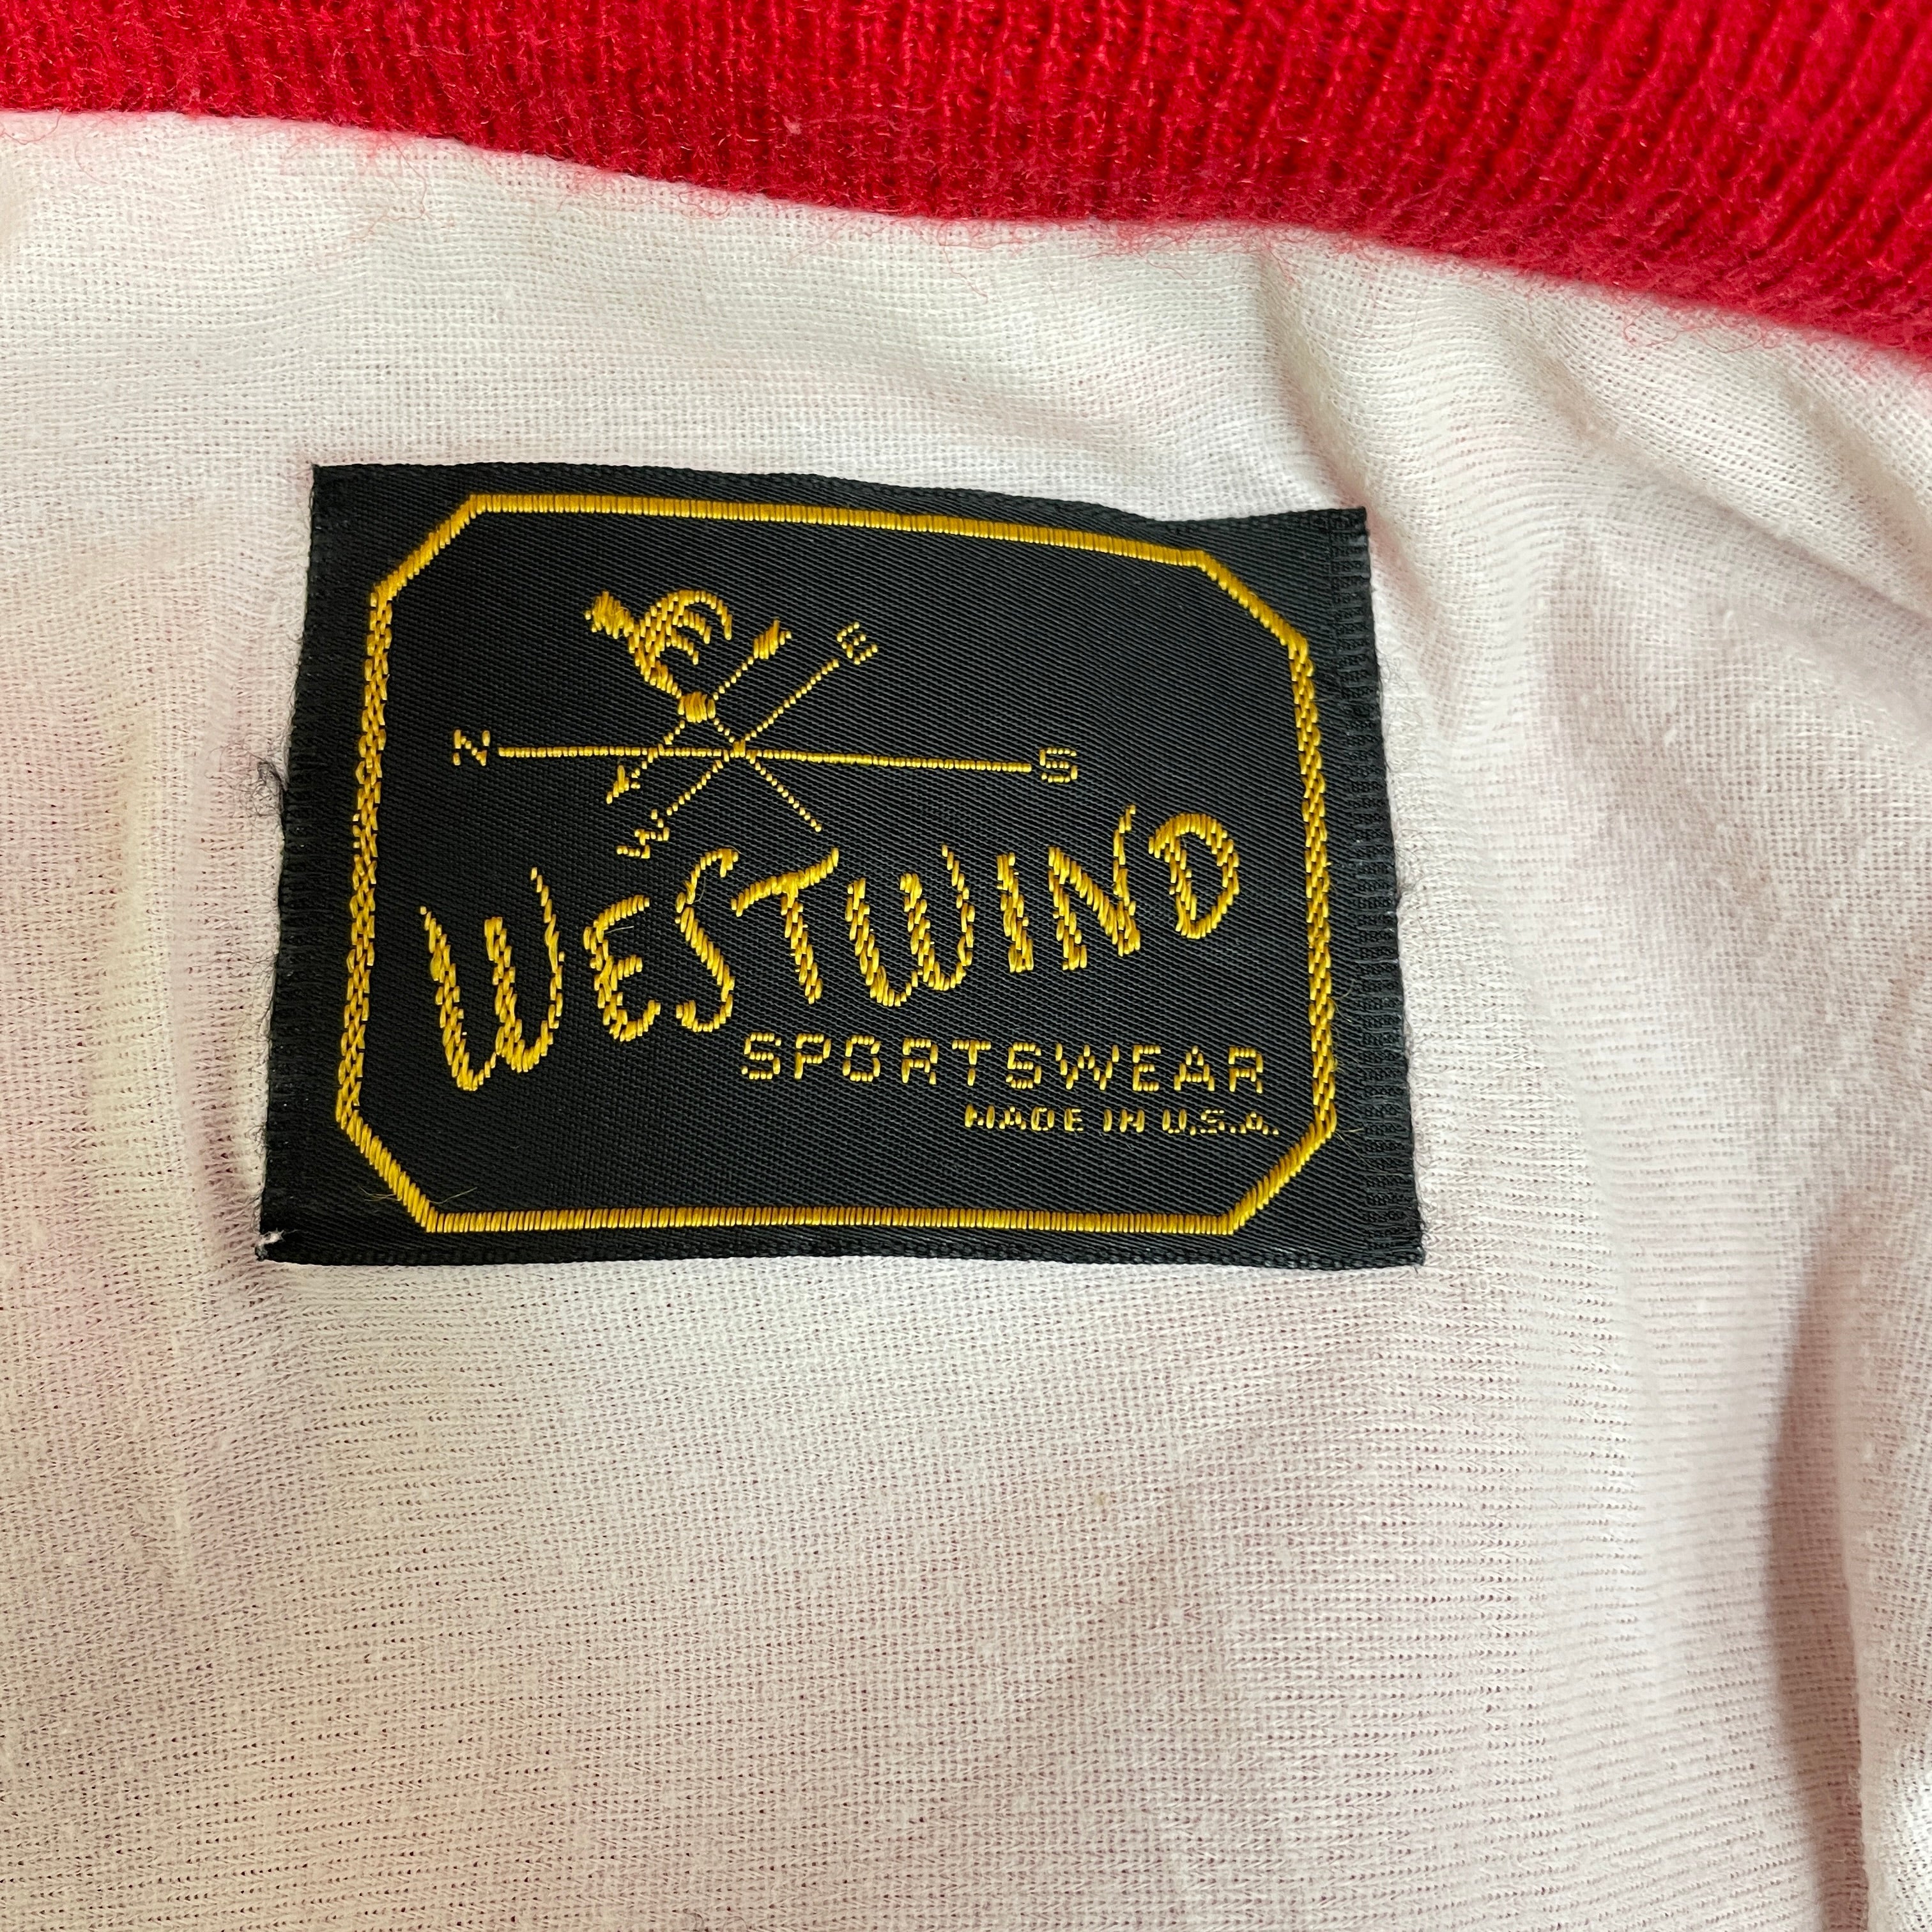 E
N S
W
WESTWIND
SPORTSWEAR
MADE IN U.S.A.